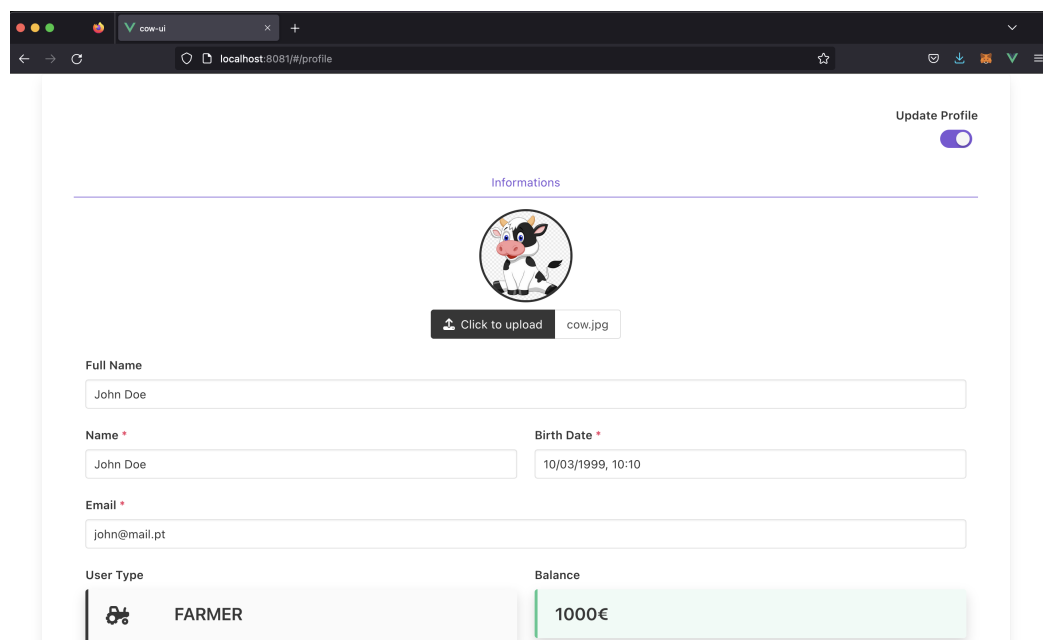 cow-ui
localhost:8081/#/profile
Update Profile
Informations
Click to upload cow.jpg
Full Name
John Doe
Name * Birth Date *
John Doe 10/03/1999, 10:10
Email *
john@mail.pt
User Type Balance
FARMER 1000€